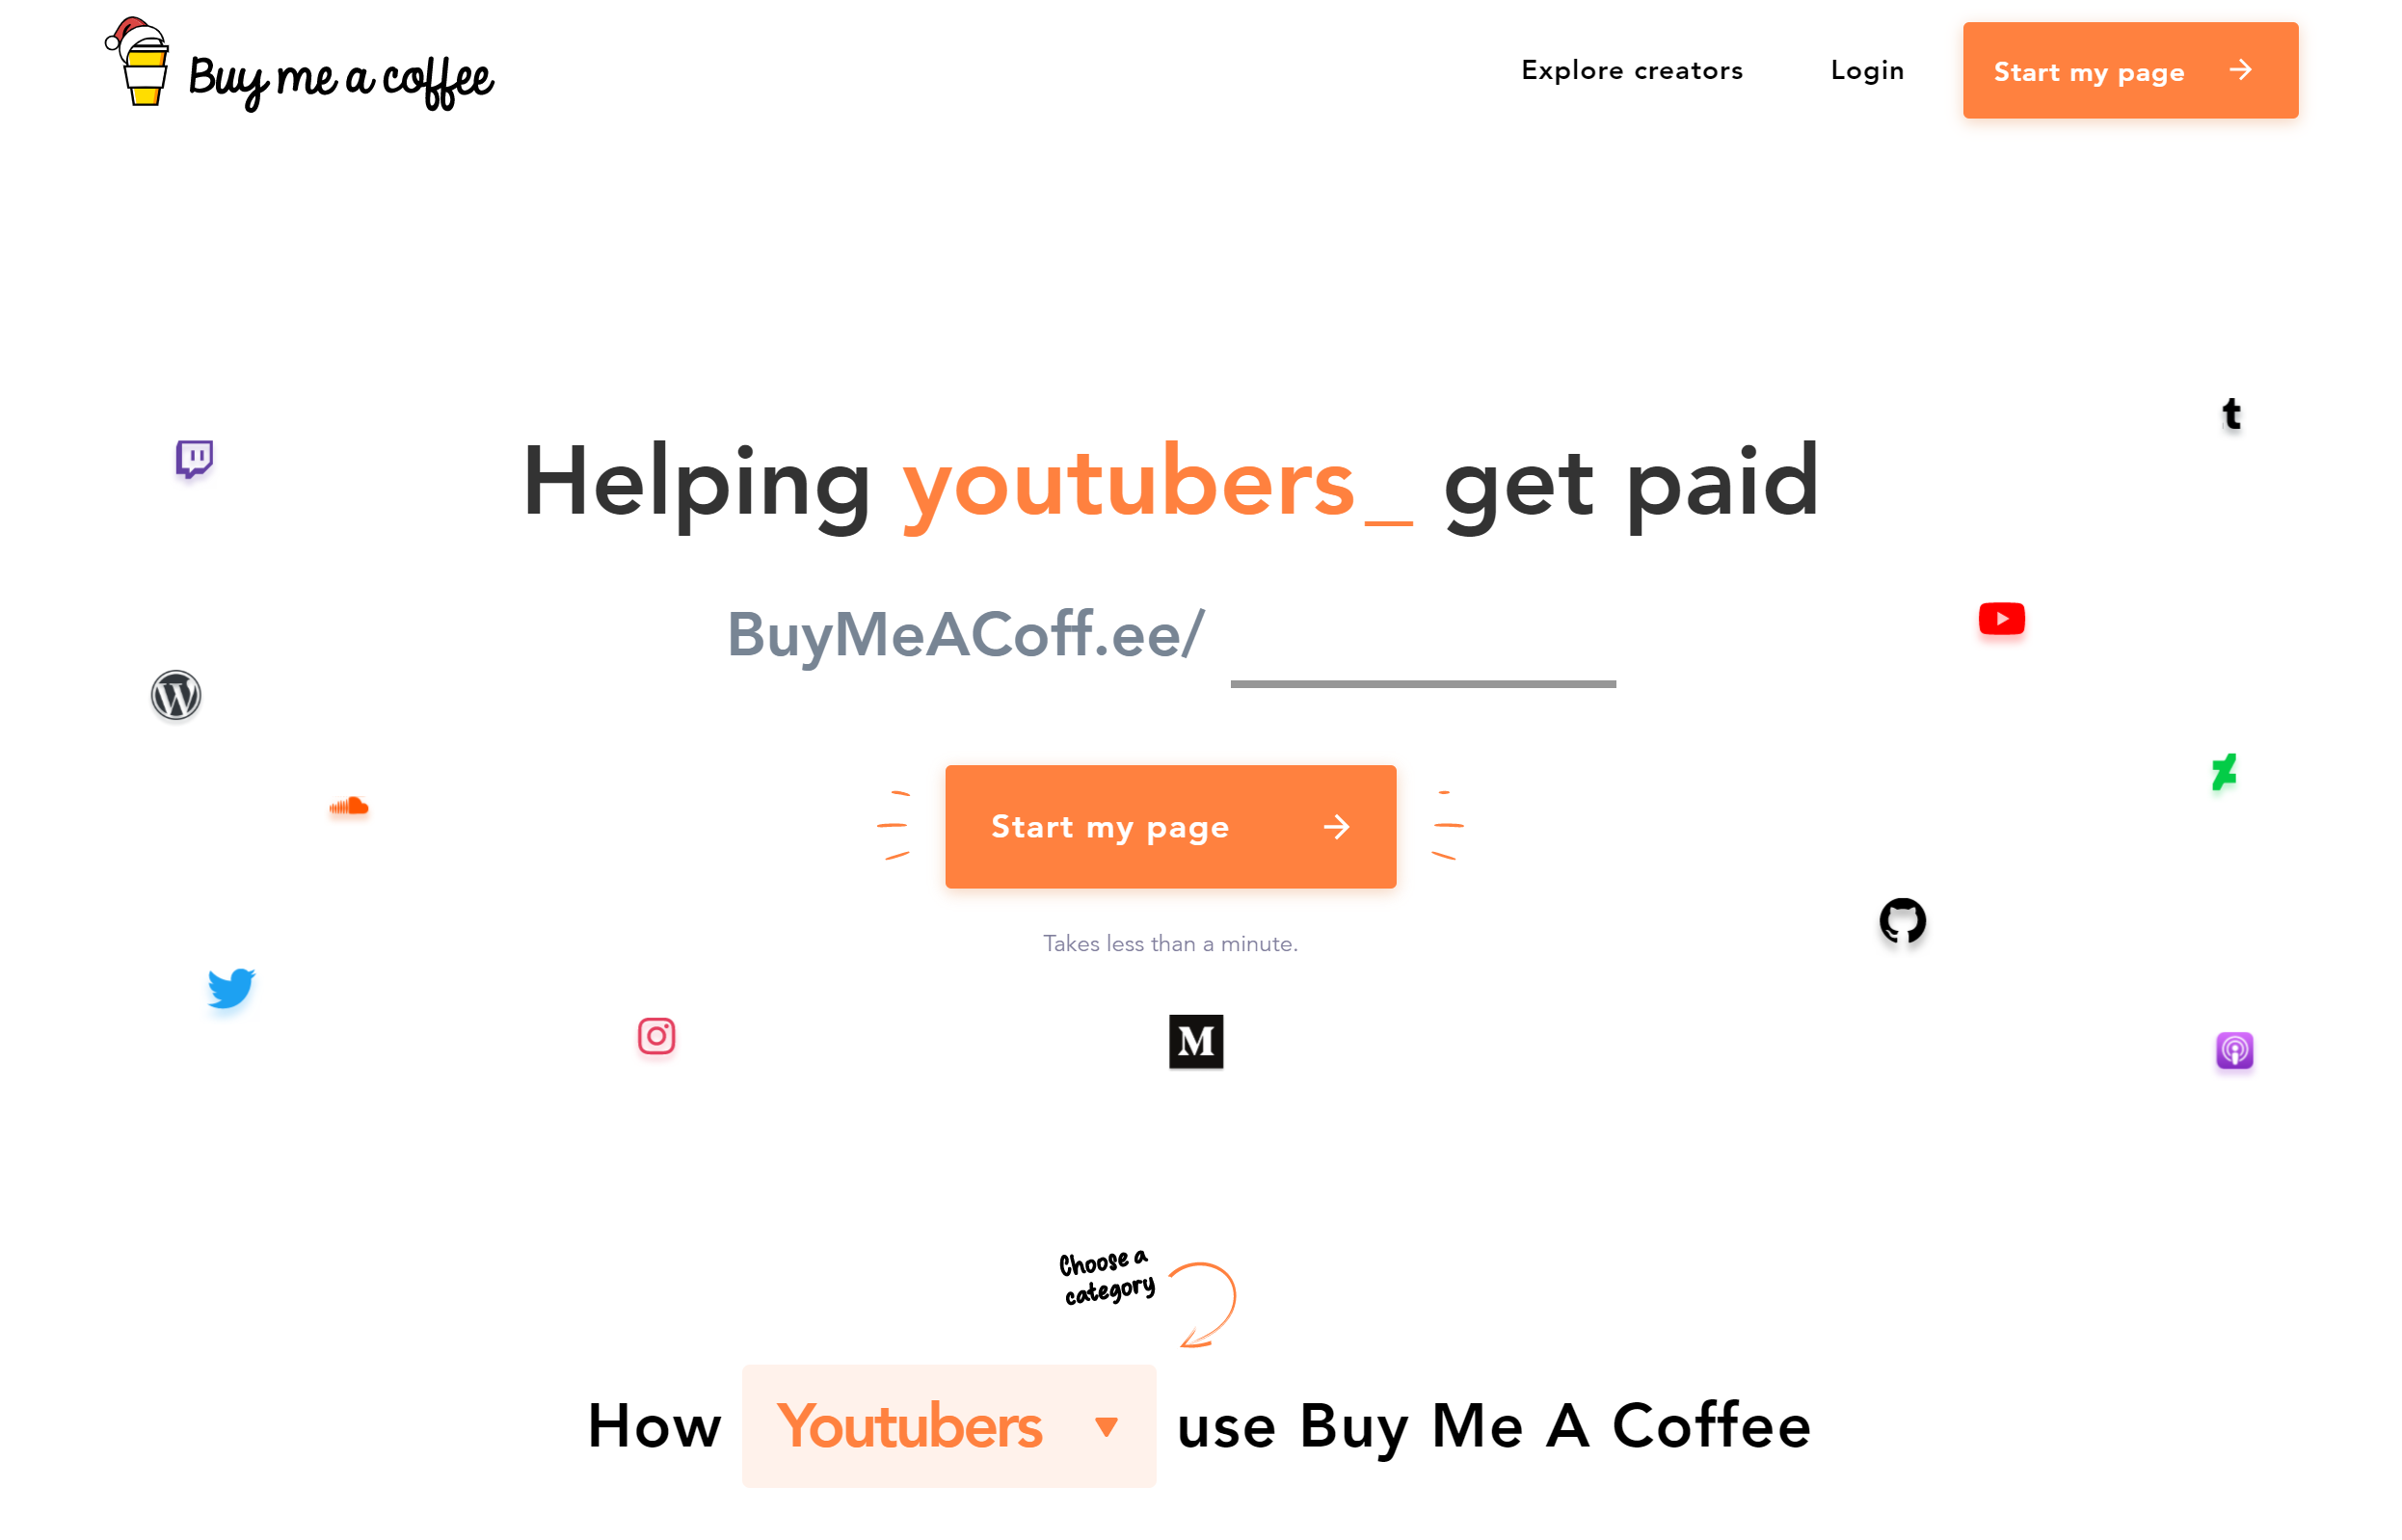 Buy me a coffee
Explore creators
Login
Start my page
Helping youtubers_ get paid
BuyMeACoff.ee/
Start my page
Takes less than a minute.
M
Choose a
category
How Youtubers use Buy Me A Coffee